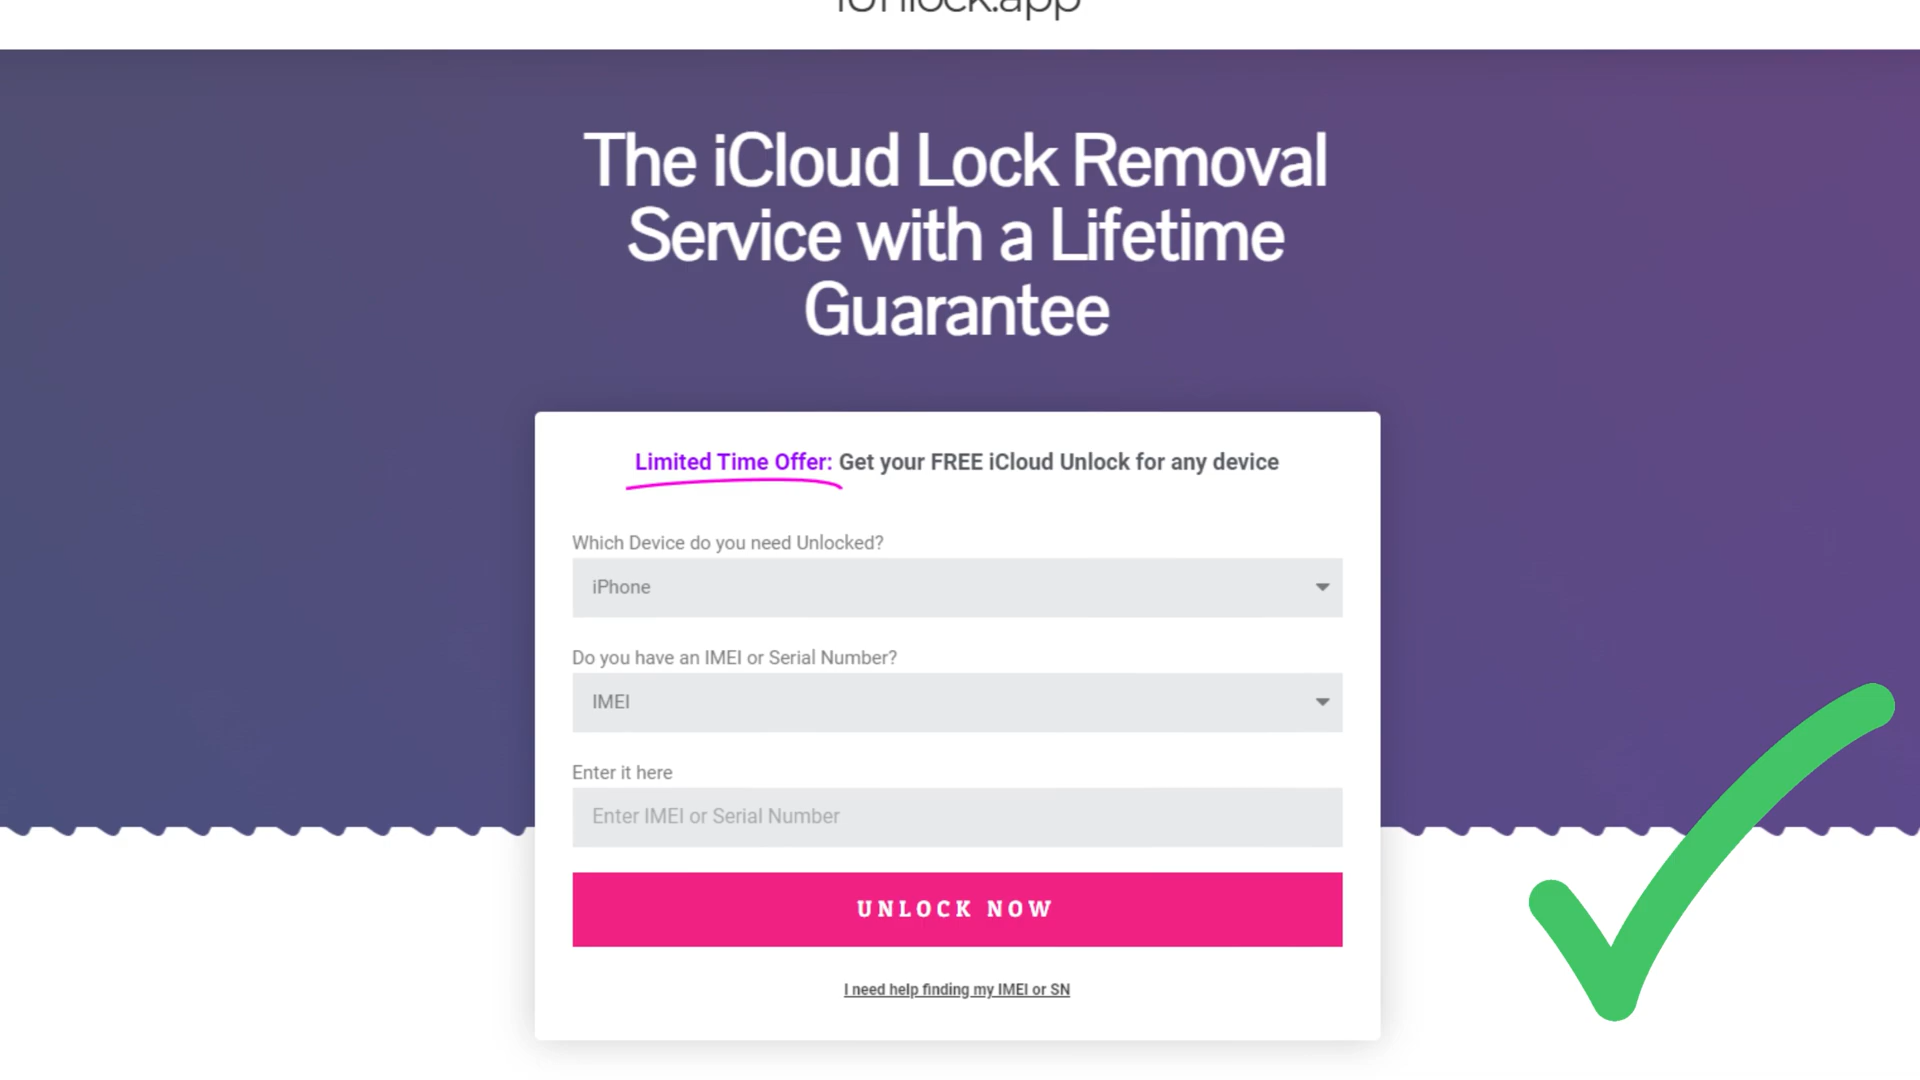 iUnlock.app
The iCloud Lock Removal
Service with a Lifetime
Guarantee
Limited Time Offer: Get your FREE iCloud Unlock for any device
Which Device do you need Unlocked?
iPhone
Do you have an IMEI or Serial Number?
IMEI
Enter it here
Enter IMEI or Serial Number
UNLOCK NOW
I need help finding my IMEI or SN